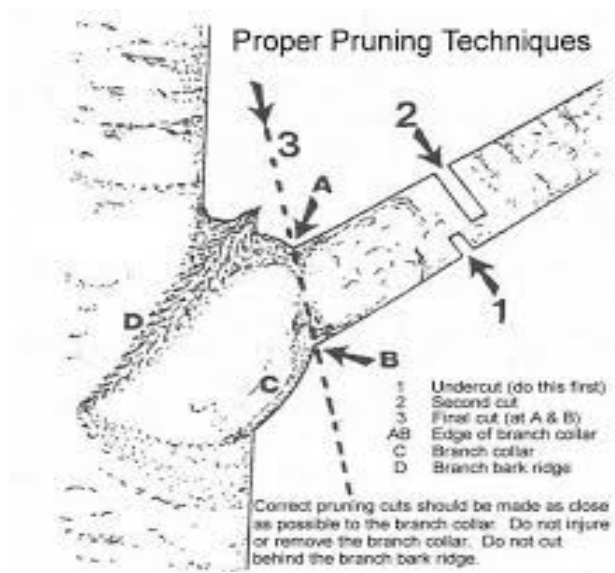 Proper Pruning Techniques
2
3
A
1
D
B
C
1 Undercut (do this first)
2 Second cut
3 Final cut (at A & B)
AB Edge of branch collar
C Branch collar
D Branch bark ridge
Correct pruning cuts should be made as close
as possible to the branch collar. Do not injure
or remove the branch collar. Do not cut
behind the branch bark ridge.